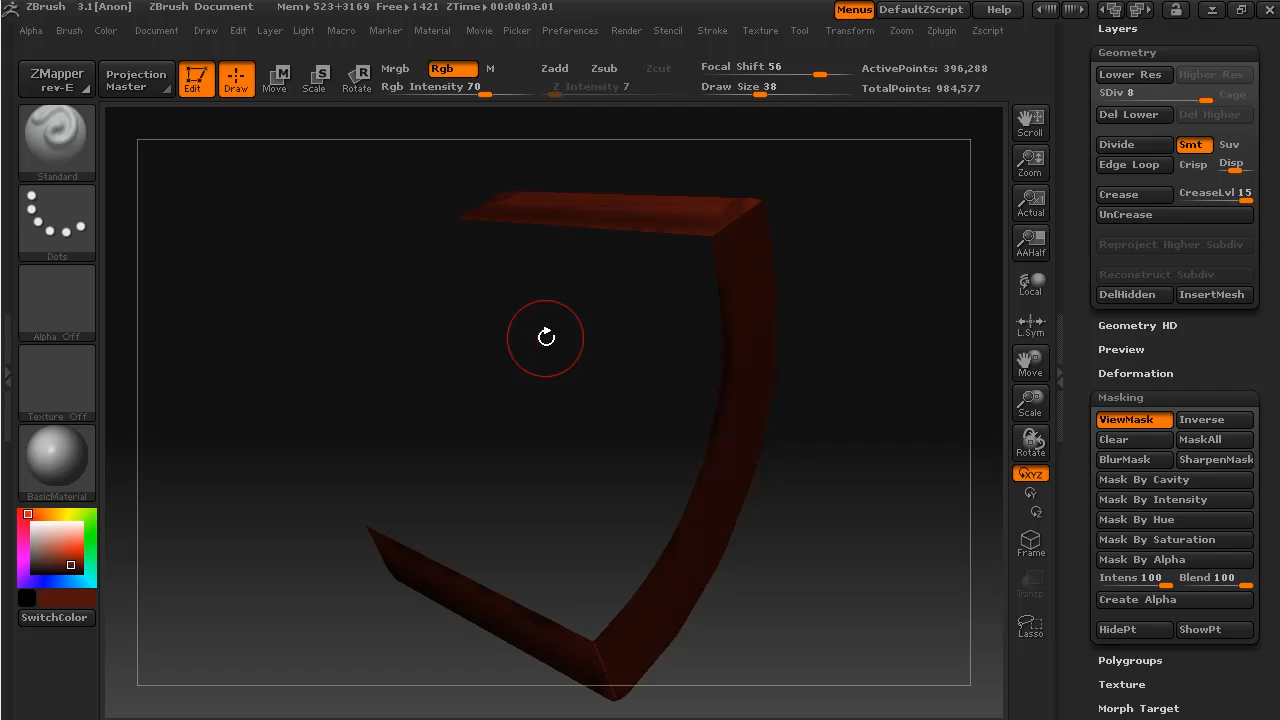 ZBrush 3.1[Anon] ZBrush Document Mem▸523+3169 Free▸1421 ZTime▸00:00:03.01 Menus DefaultZScript Help
Alpha Brush Color Document Draw Edit Layer Light Macro Marker Material Movie Picker Preferences Render Stencil Stroke Texture Tool Transform Zoom Zplugin Zscript
ZMapper
rev-E
Projection
Master
Edit
Draw
Move
Scale
Rotate
Mrgb Rgb M
Rgb Intensity 70
Zadd Zsub Zcut
Z Intensity 7
Focal Shift 56
Draw Size 38
ActivePoints: 396,288
TotalPoints: 984,577
Standard
Dots
Alpha Off
Texture Off
BasicMaterial
SwitchColor
Scroll
Zoom
Actual
AAHalf
Local
L.Sym
Move
Scale
Rotate
XYZ
Y
Z
Frame
Transp
Lasso
Layers
Geometry
Lower Res Higher Res
SDiv 8 Cage
Del Lower Del Higher
Divide Smt Suv
Edge Loop Crisp Disp
Crease CreaseLvl 15
UnCrease
Reproject Higher Subdiv
Reconstruct Subdiv
DelHidden InsertMesh
Geometry HD
Preview
Deformation
Masking
ViewMask Inverse
Clear MaskAll
BlurMask SharpenMask
Mask By Cavity
Mask By Intensity
Mask By Hue
Mask By Saturation
Mask By Alpha
Intens 100 Blend 100
Create Alpha
HidePt ShowPt
Polygroups
Texture
Morph Target